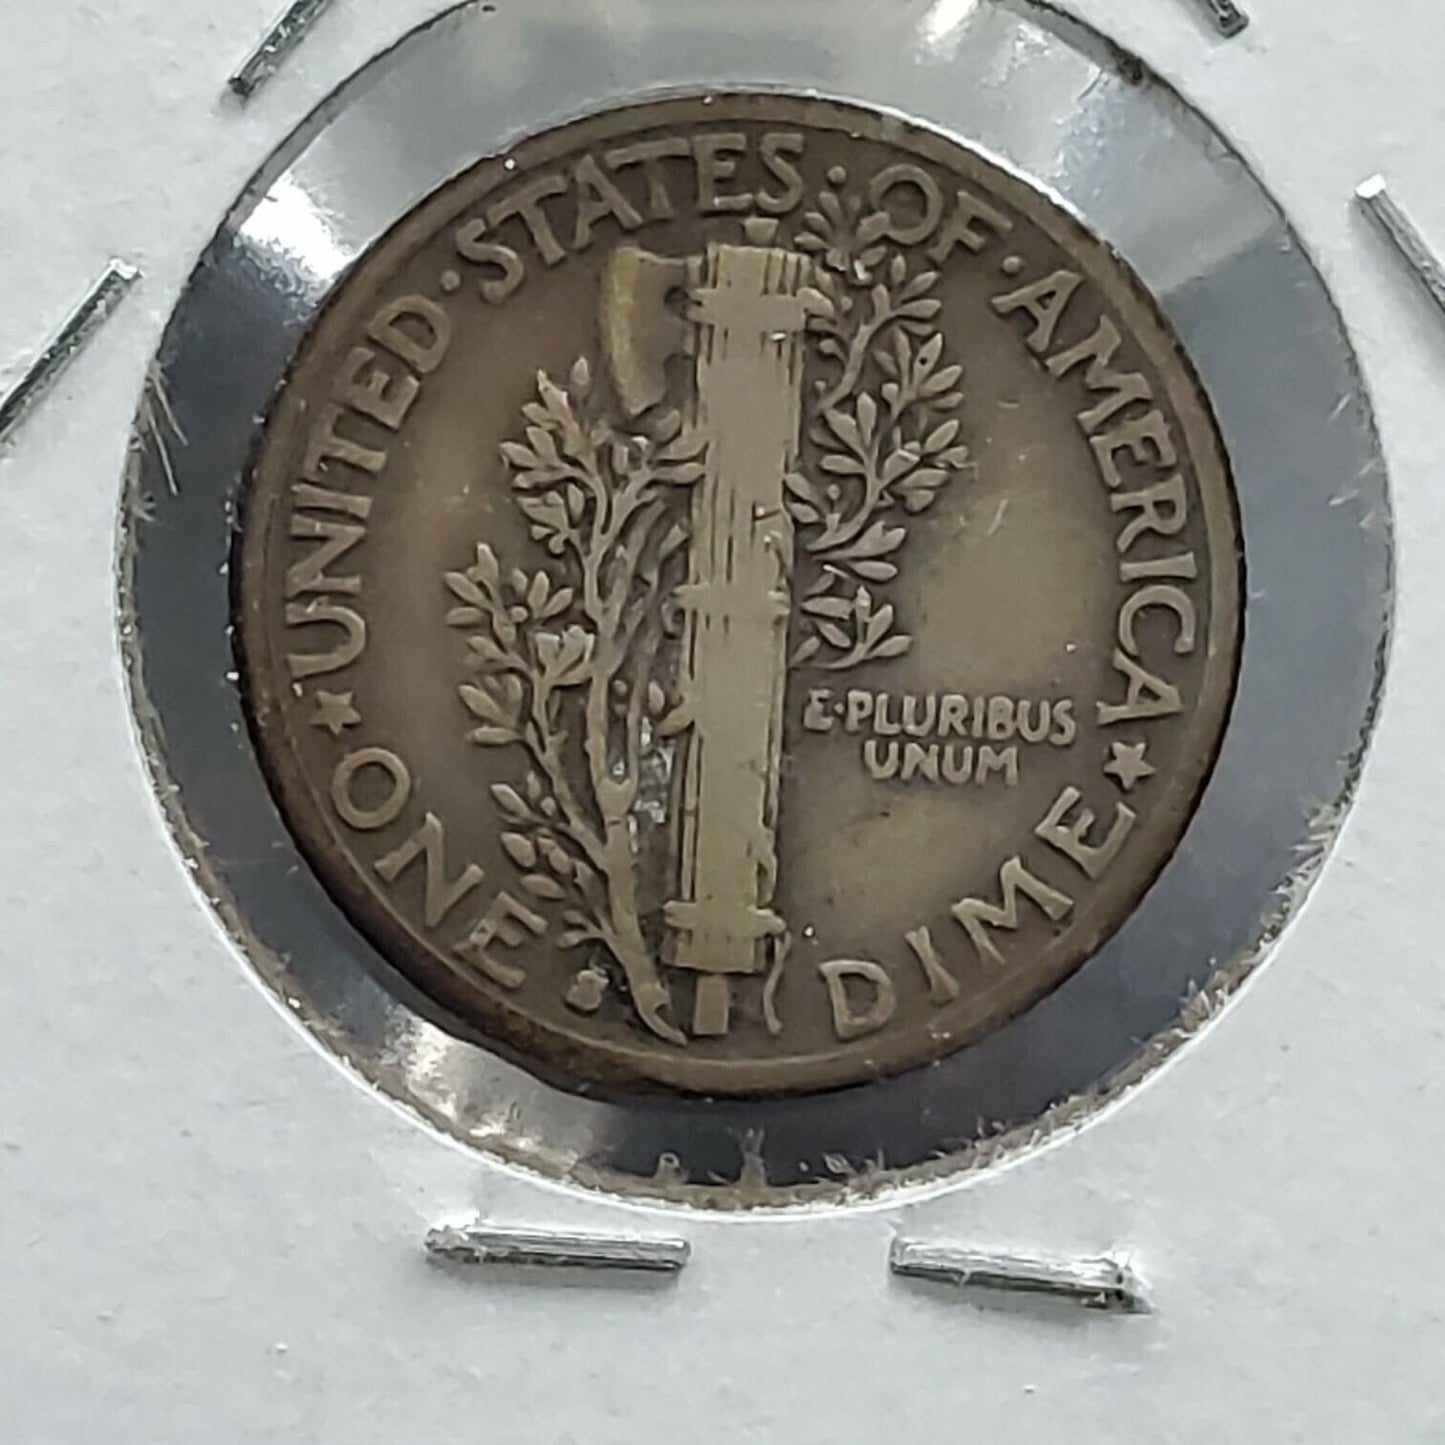 UNITED·STATES·OF·AMERICA
E·PLURIBUS
UNUM
ONE DIME
S